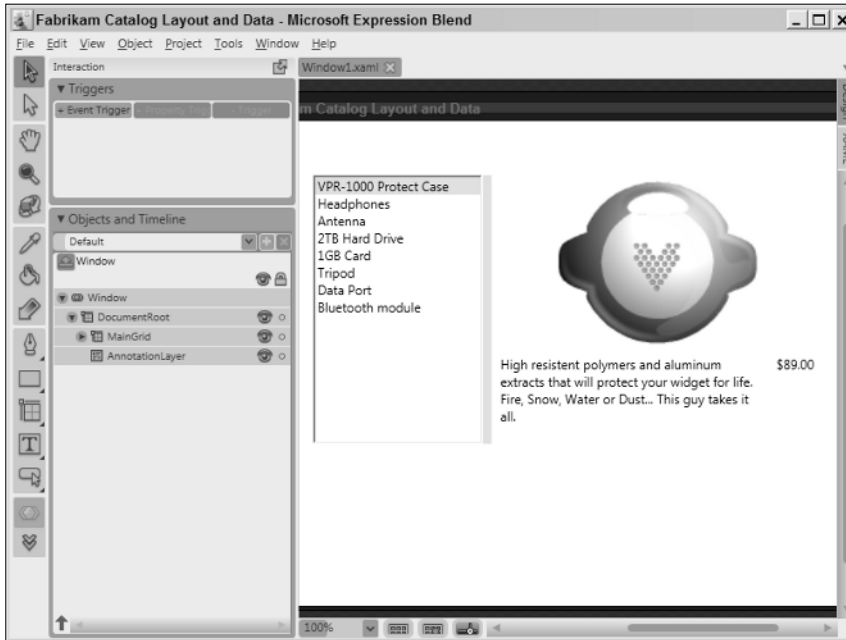 Fabrikam Catalog Layout and Data - Microsoft Expression Blend
File Edit View Object Project Tools Window Help
Interaction
Window1.xaml
Triggers
+ Event Trigger
- Trigger
m Catalog Layout and Data
Design
XAML
VPR-1000 Protect Case
Headphones
Antenna
2TB Hard Drive
1GB Card
Tripod
Data Port
Bluetooth module
Objects and Timeline
Default
Window
Window
DocumentRoot
MainGrid
AnnotationLayer
High resistent polymers and aluminum
extracts that will protect your widget for life.
Fire, Snow, Water or Dust... This guy takes it
all.
$89.00
T
100%